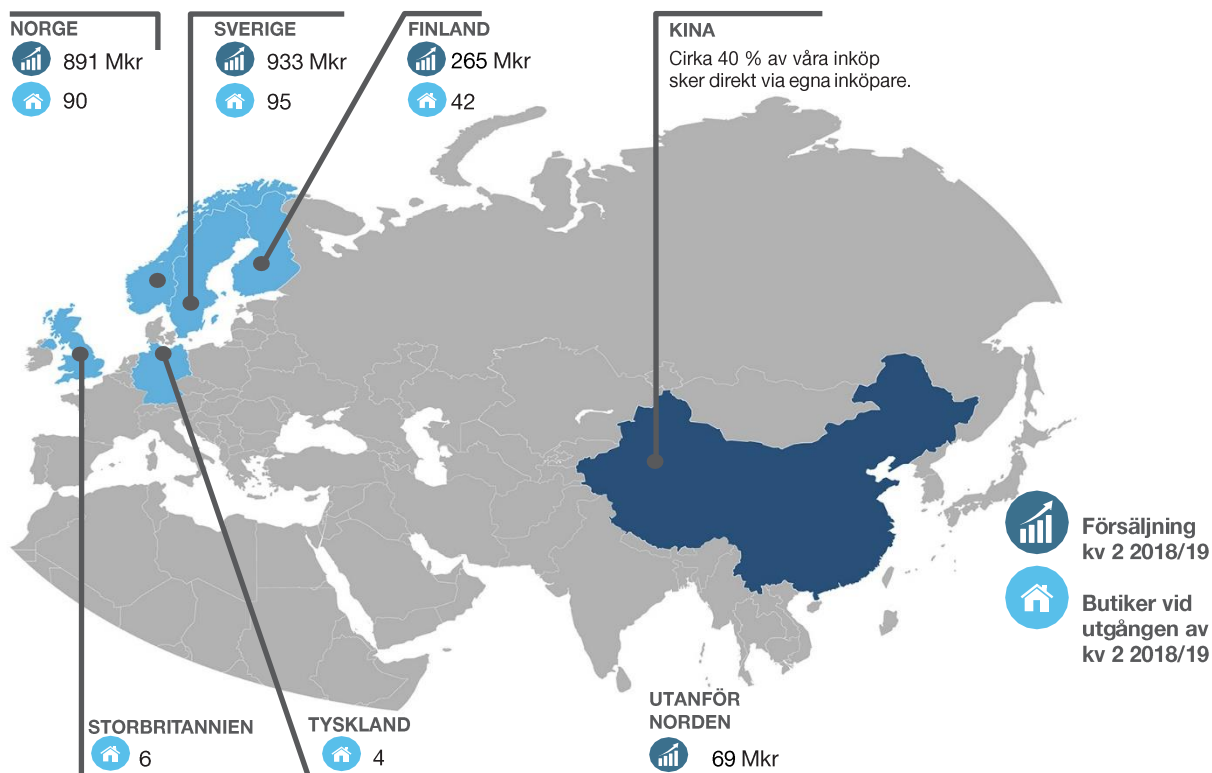 NORGE
891 Mkr
90
SVERIGE
933 Mkr
95
FINLAND
265 Mkr
42
KINA
Cirka 40 % av våra inköp
sker direkt via egna inköpare.
Försäljning
kv 2 2018/19
Butiker vid
utgången av
kv 2 2018/19
STORBRITANNIEN
6
TYSKLAND
4
UTANFÖR
NORDEN
69 Mkr